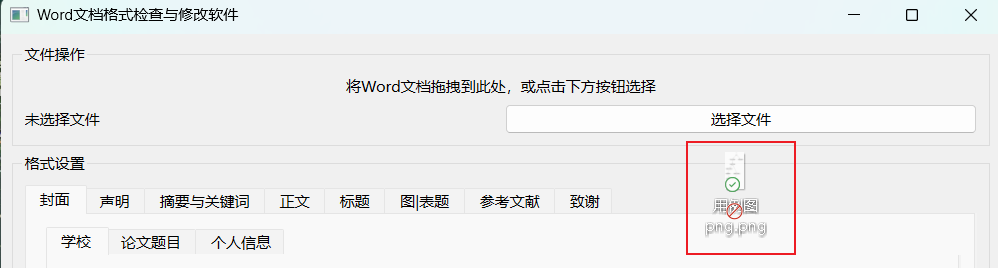 Word文档格式检查与修改软件
文件操作
将Word文档拖拽到此处，或点击下方按钮选择
未选择文件 选择文件
格式设置
封面 声明 摘要与关键词 正文 标题 图|表题 参考文献 致谢
学校 论文题目 个人信息
用 图
png.png